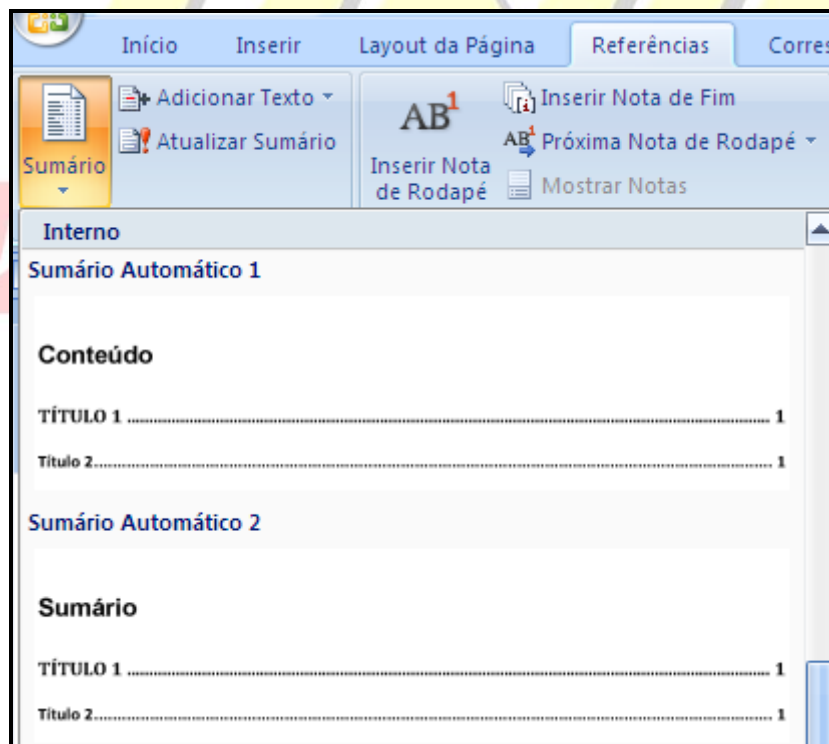 Início Inserir Layout da Página Referências Corres
Sumário
Adicionar Texto
Atualizar Sumário
AB1
Inserir Nota
de Rodapé
Inserir Nota de Fim
AB1 Próxima Nota de Rodapé
Mostrar Notas
Interno
Sumário Automático 1
Conteúdo
TÍTULO 1 ........ 1
Título 2........ 1
Sumário Automático 2
Sumário
TÍTULO 1 ........ 1
Título 2........ 1